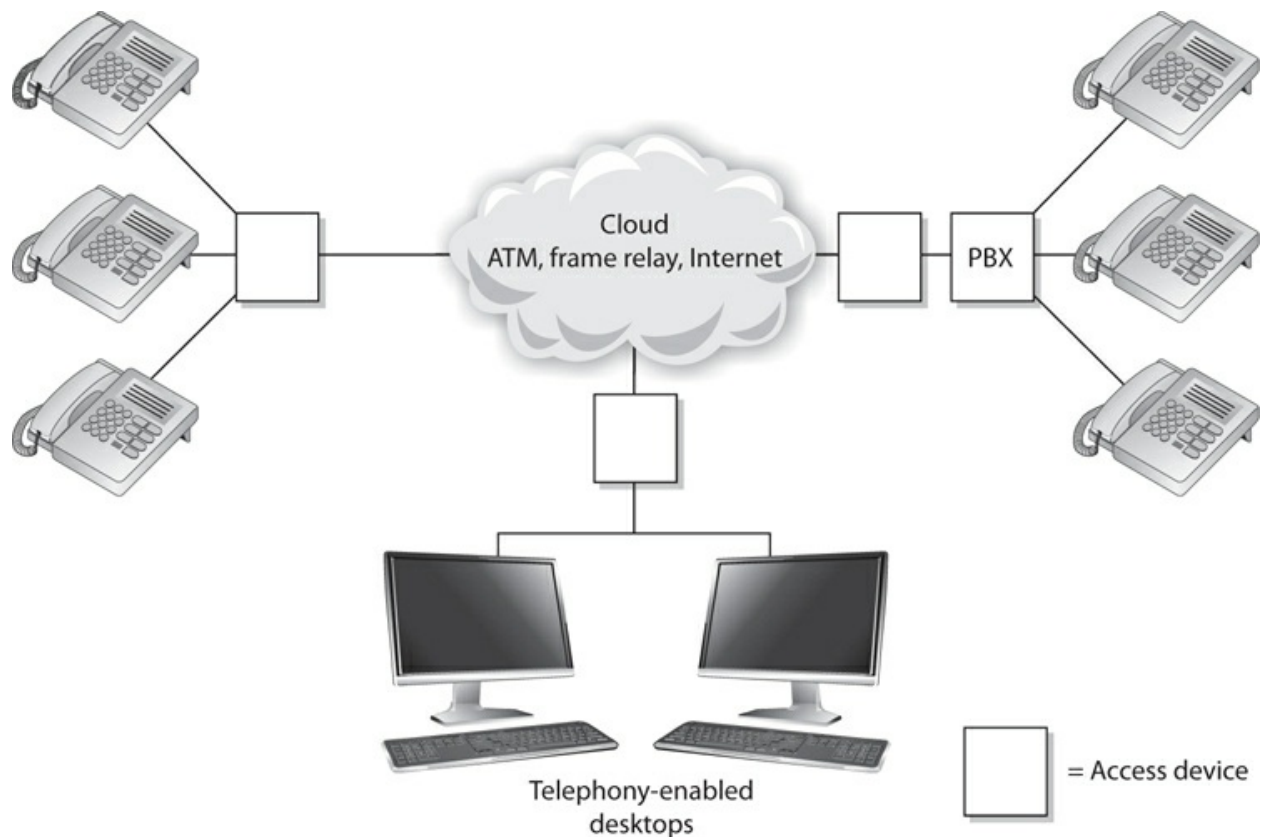 Cloud
ATM, frame relay, Internet
PBX
Telephony-enabled
desktops
= Access device